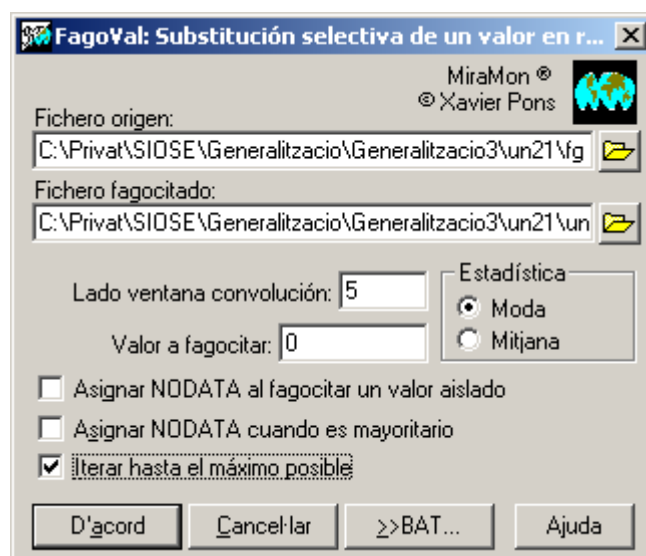 FagoVal: Substitución selectiva de un valor en r...
MiraMon ®
© Xavier Pons
Fichero origen:
C:\Privat\SIOSE\Generalitzacio\Generalitzacio3\un21\fg
Fichero fagocitado:
C:\Privat\SIOSE\Generalitzacio\Generalitzacio3\un21\un
Lado ventana convolución: 5
Valor a fagocitar: 0
Estadística
Moda
Mitjana
Asignar NODATA al fagocitar un valor aislado
Asignar NODATA cuando es mayoritario
Iterar hasta el máximo posible
D'acord
Cancel·lar
>>BAT...
Ajuda